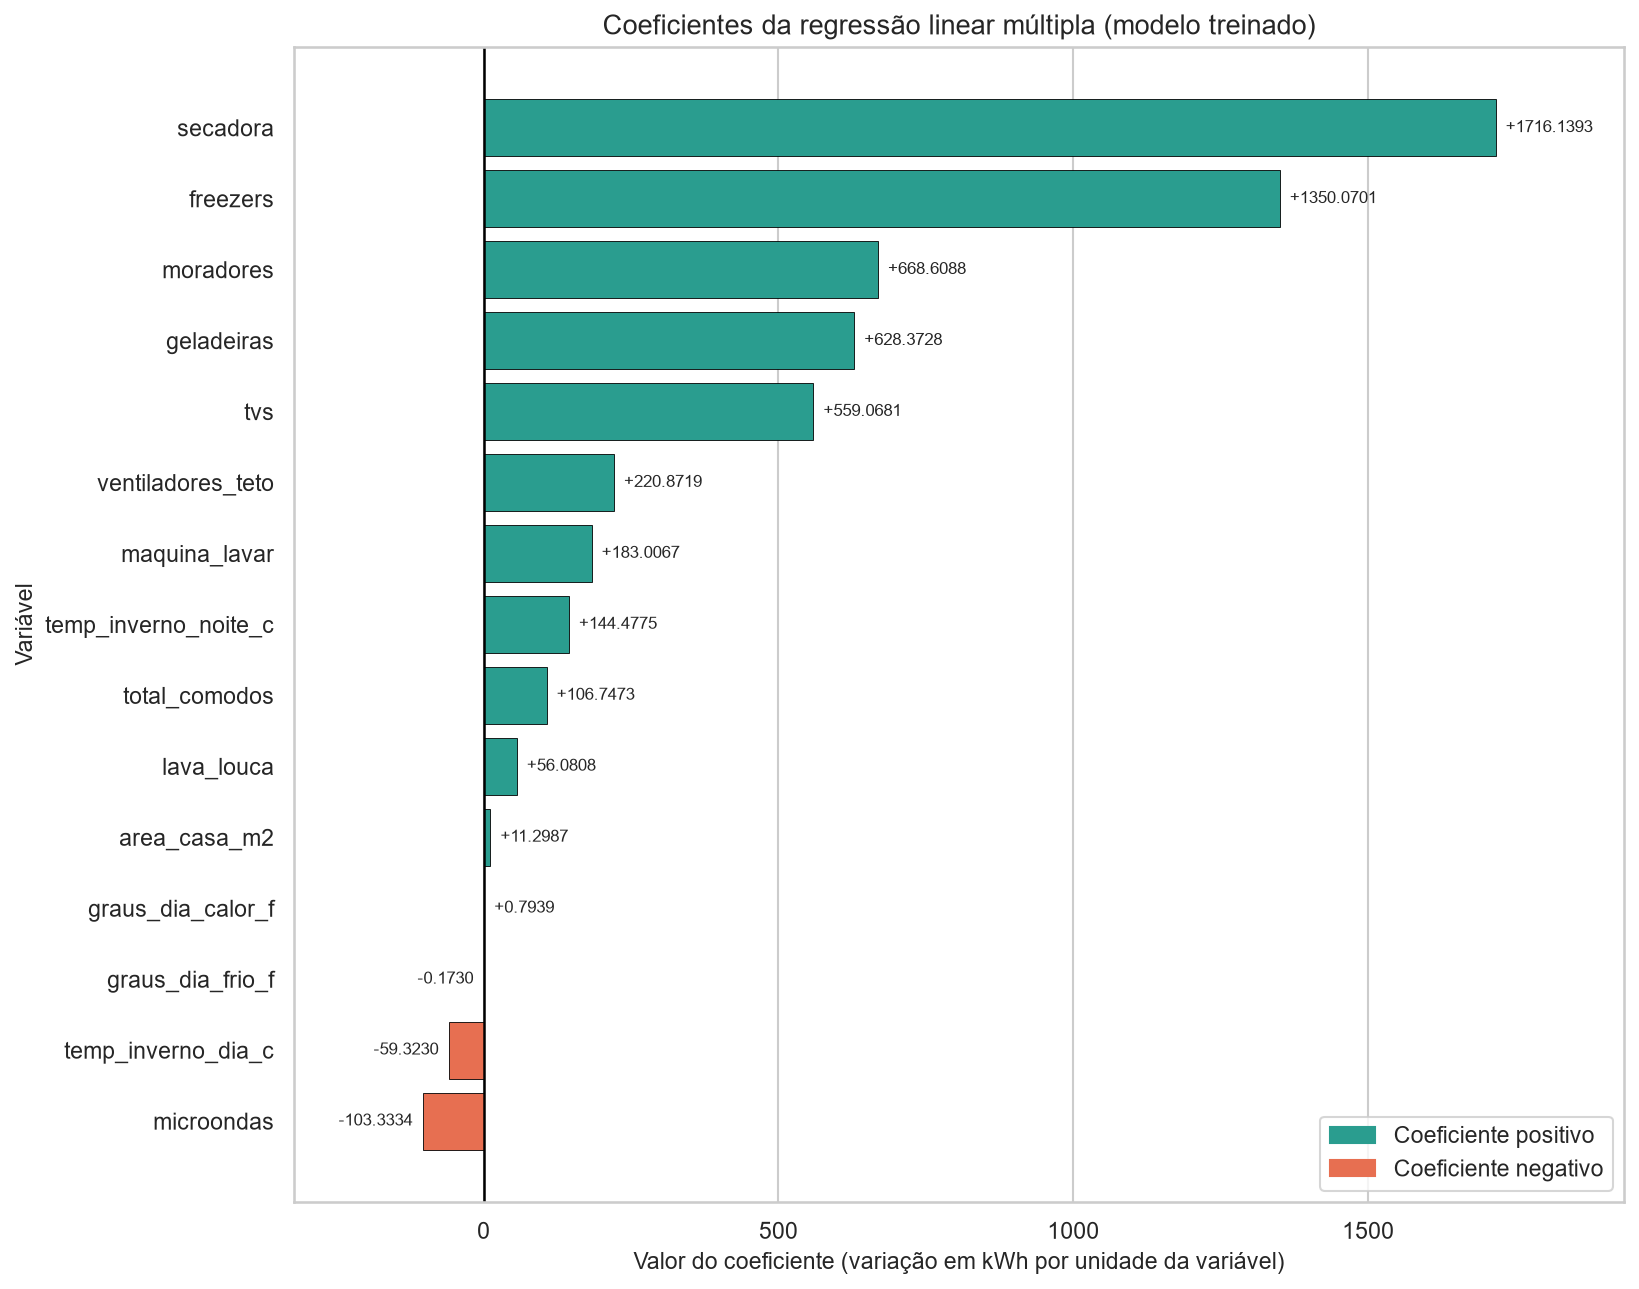 Coeficientes da regressão linear múltipla (modelo treinado)
Variável
secadora +1716.1393
freezers +1350.0701
moradores +668.6088
geladeiras +628.3728
tvs +559.0681
ventiladores_teto +220.8719
maquina_lavar +183.0067
temp_inverno_noite_c +144.4775
total_comodos +106.7473
lava_louca +56.0808
area_casa_m2 +11.2987
graus_dia_calor_f +0.7939
graus_dia_frio_f -0.1730
temp_inverno_dia_c -59.3230
microondas -103.3334
Coeficiente positivo
Coeficiente negativo
0 500 1000 1500
Valor do coeficiente (variação em kWh por unidade da variável)